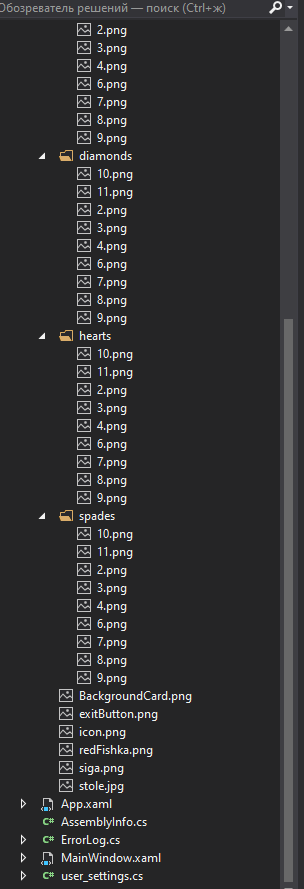 Обозреватель решений — поиск (Ctrl+ж)
2.png
3.png
4.png
6.png
7.png
8.png
9.png
diamonds
10.png
11.png
2.png
3.png
4.png
6.png
7.png
8.png
9.png
hearts
10.png
11.png
2.png
3.png
4.png
6.png
7.png
8.png
9.png
spades
10.png
11.png
2.png
3.png
4.png
6.png
7.png
8.png
9.png
BackgroundCard.png
exitButton.png
icon.png
redFishka.png
siga.png
stole.jpg
App.xaml
C# AssemblyInfo.cs
C# ErrorLog.cs
MainWindow.xaml
C# user_settings.cs